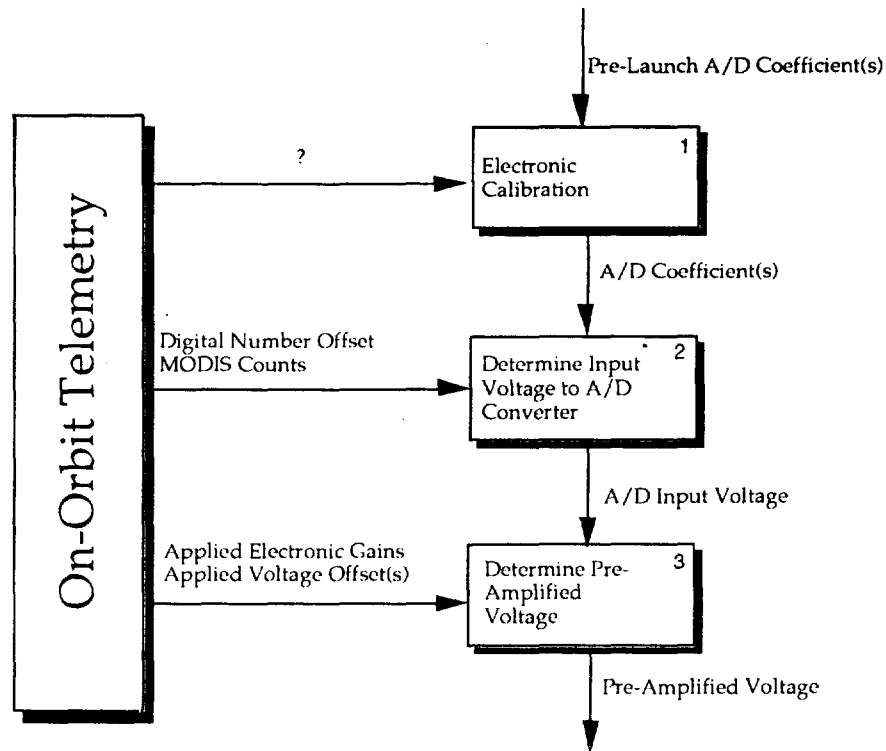 Pre-Launch A/D Coefficient(s)
On-Orbit Telemetry
?
1
Electronic
Calibration
A/D Coefficient(s)
Digital Number Offset
MODIS Counts
2
Determine Input
Voltage to A/D
Converter
A/D Input Voltage
Applied Electronic Gains
Applied Voltage Offset(s)
3
Determine Pre-
Amplified
Voltage
Pre-Amplified Voltage